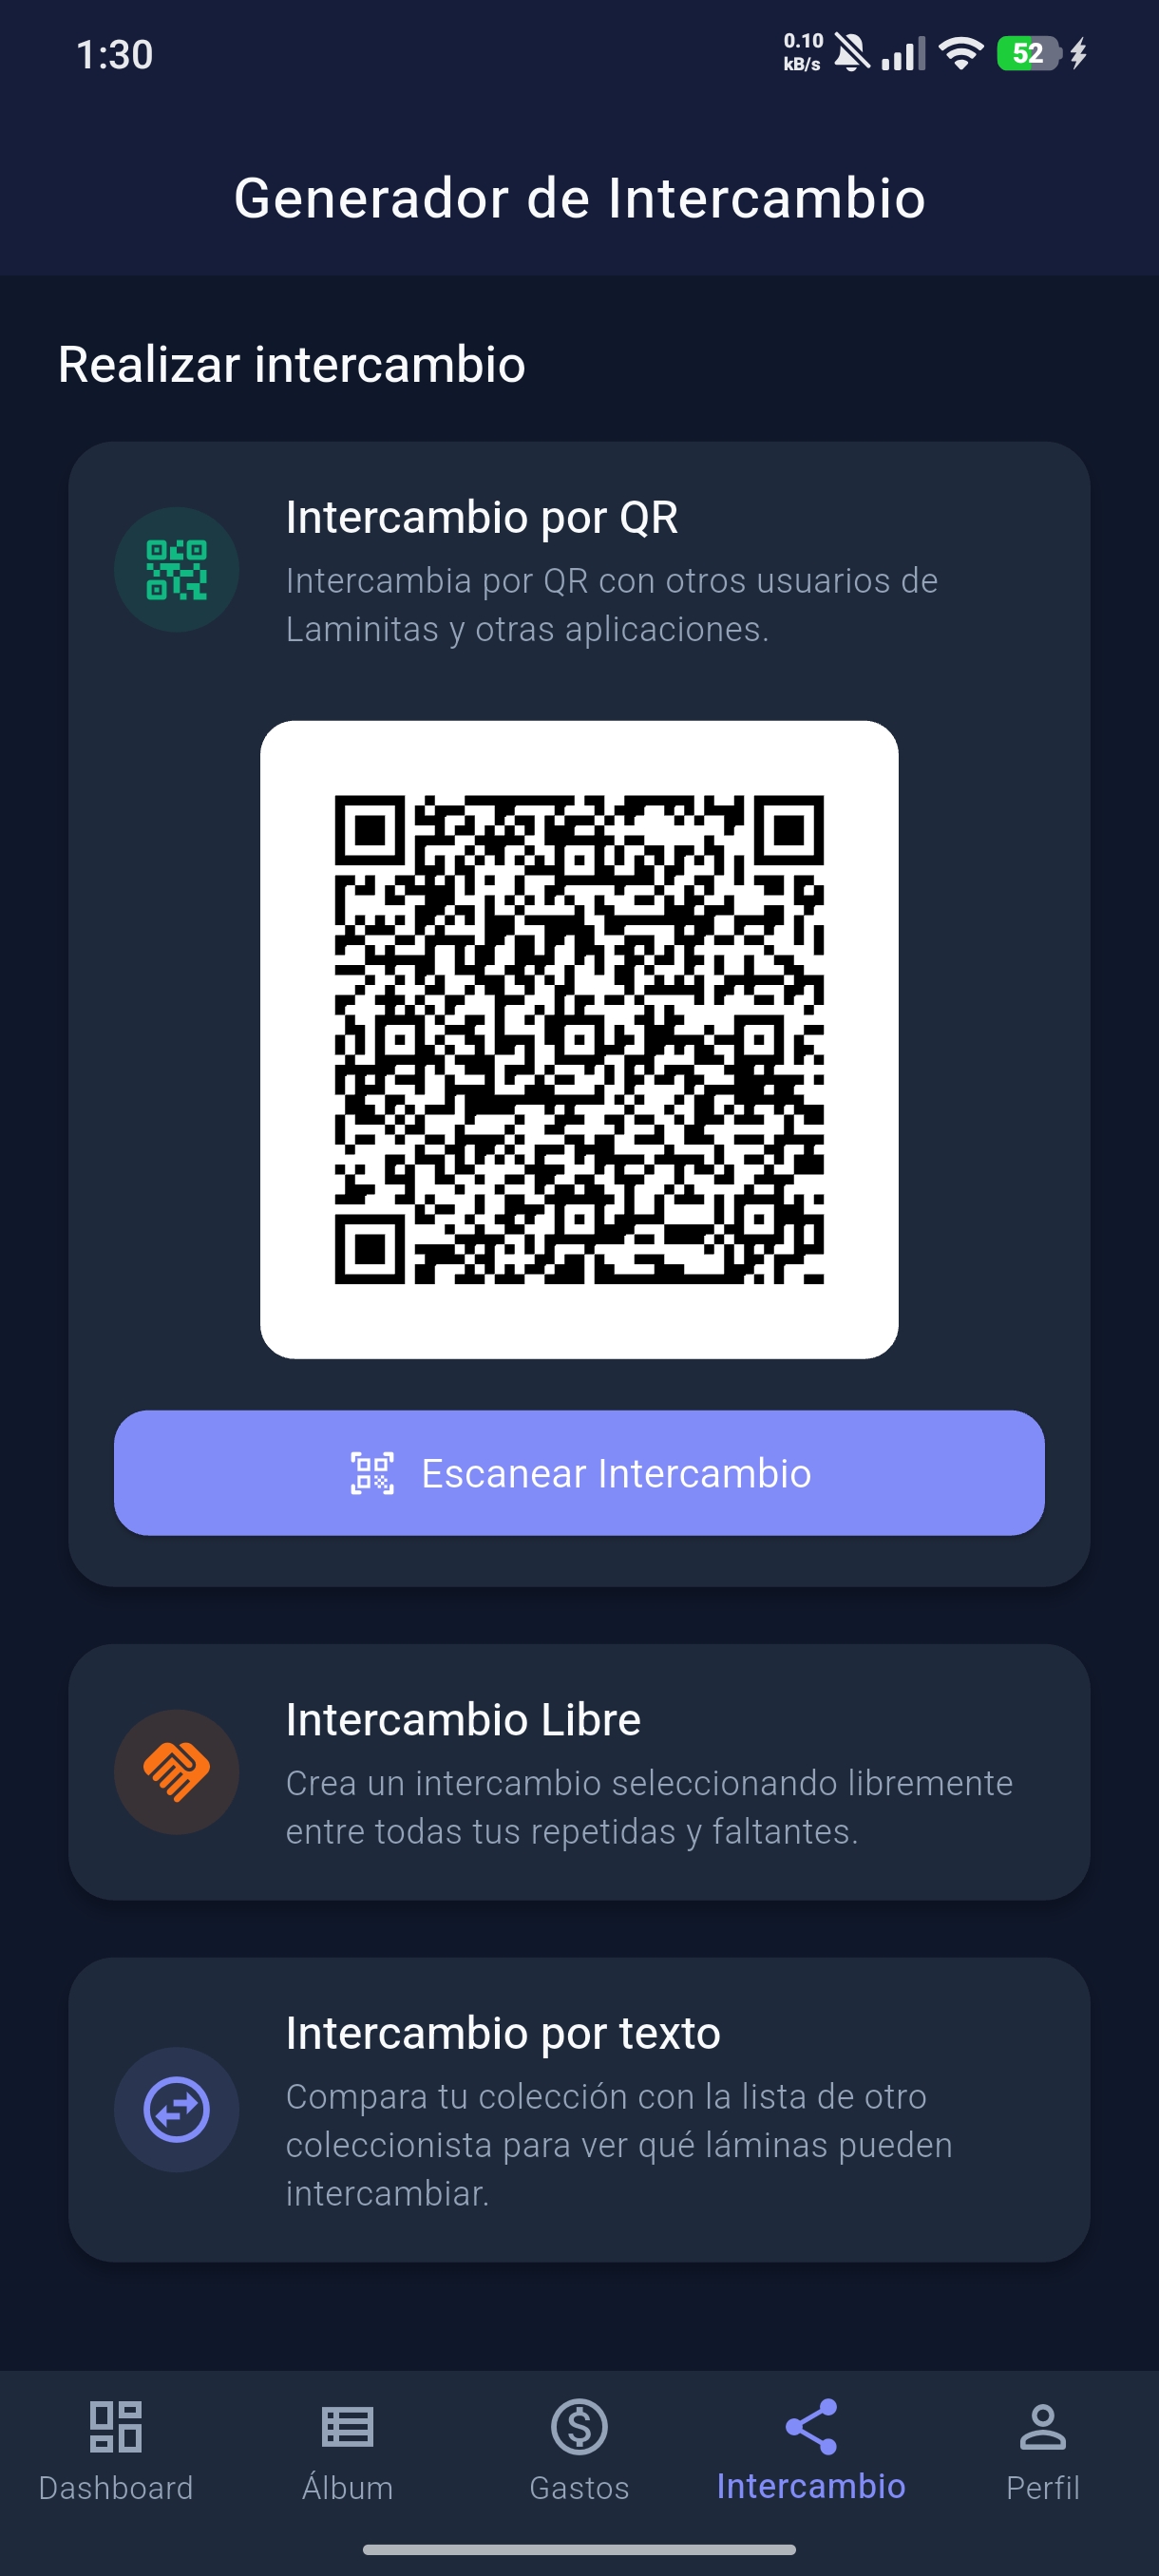 1:30
0.10
kB/s
52
Generador de Intercambio
Realizar intercambio
Intercambio por QR
Intercambia por QR con otros usuarios de
Laminitas y otras aplicaciones.
Escanear Intercambio
Intercambio Libre
Crea un intercambio seleccionando libremente
entre todas tus repetidas y faltantes.
Intercambio por texto
Compara tu colección con la lista de otro
coleccionista para ver qué láminas pueden
intercambiar.
Dashboard
Álbum
Gastos
Intercambio
Perfil